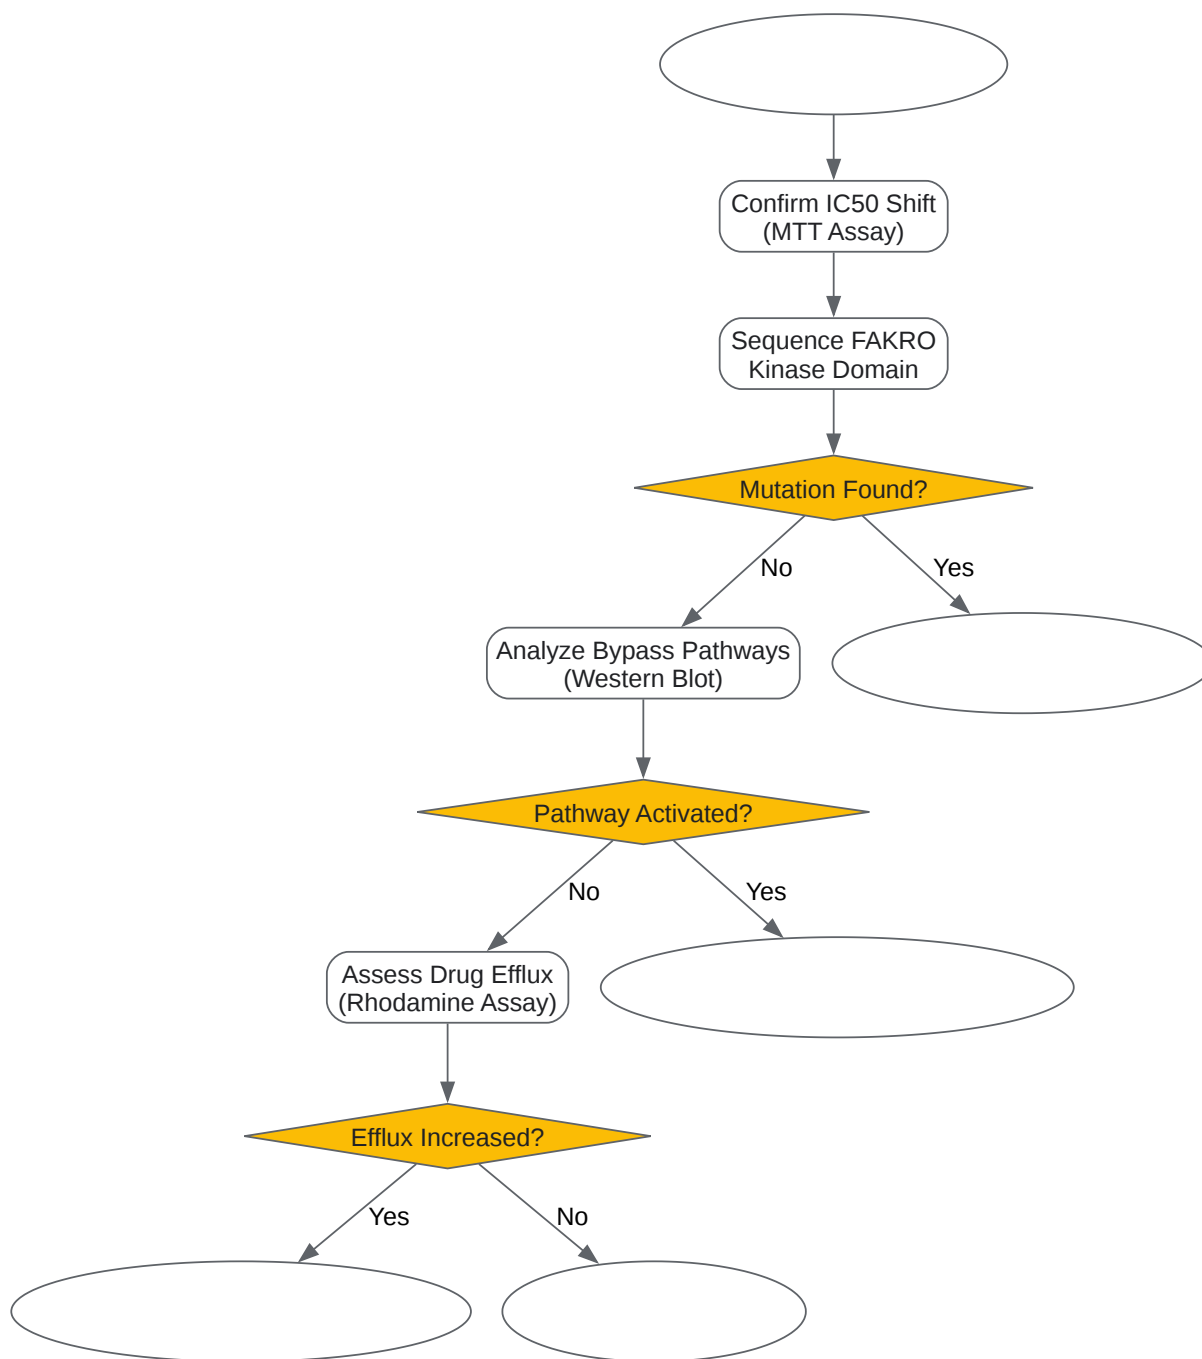 Confirm IC50 Shift
(MTT Assay)
Sequence FAKRO
Kinase Domain
Mutation Found?
No
Yes
Analyze Bypass Pathways
(Western Blot)
Pathway Activated?
No
Yes
Assess Drug Efflux
(Rhodamine Assay)
Efflux Increased?
Yes
No